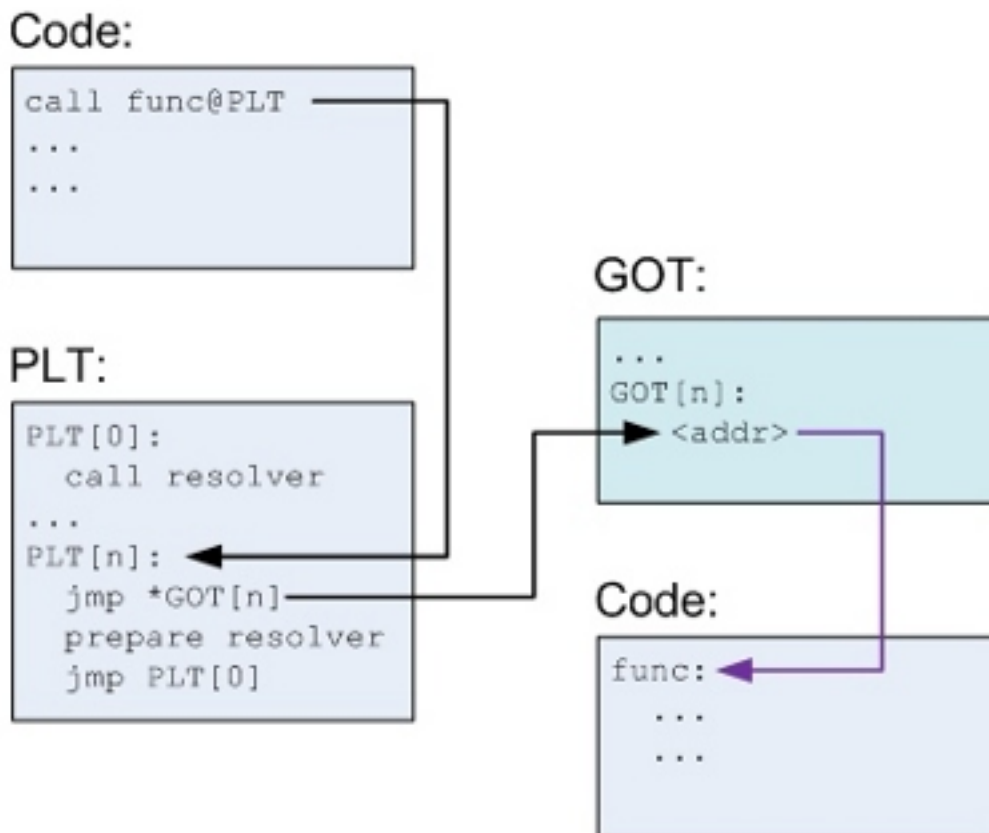 Code:
call func@PLT
...
...
PLT:
PLT[0]:
call resolver
...
PLT[n]:
jmp *GOT[n]
prepare resolver
jmp PLT[0]
GOT:
...
GOT[n]:
<addr>
Code:
func:
...
...